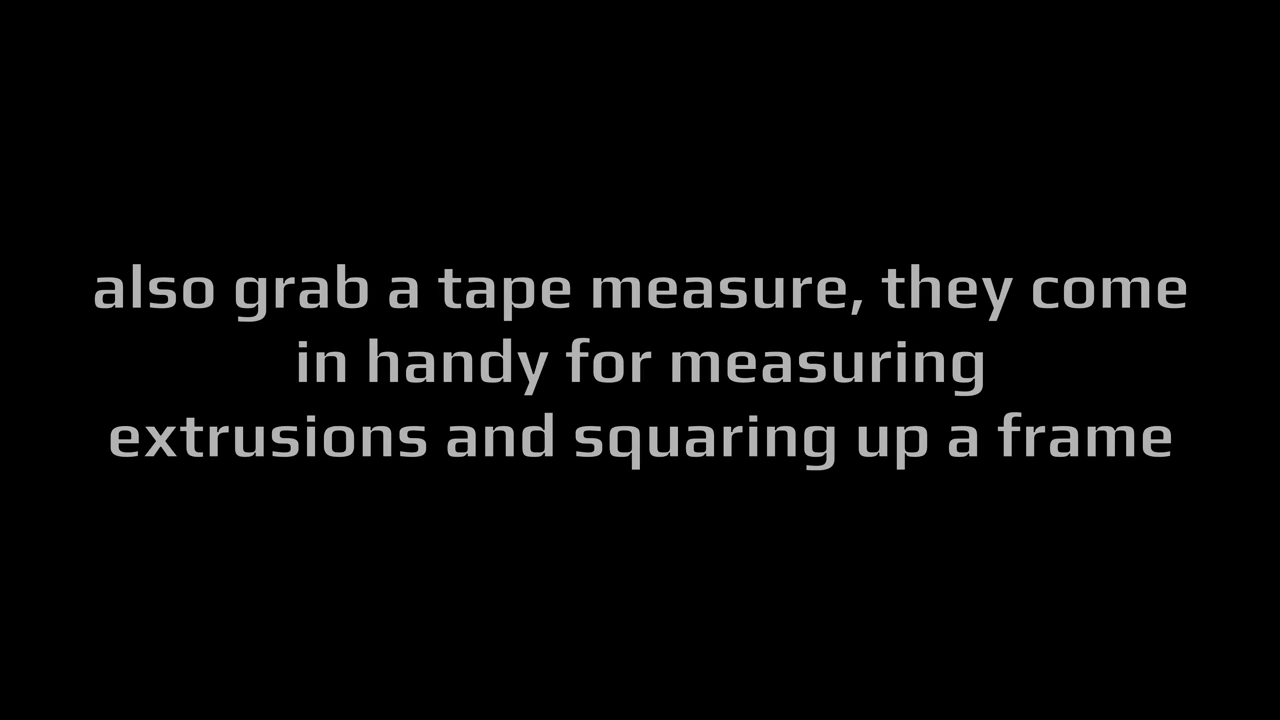 also grab a tape measure, they come
in handy for measuring
extrusions and squaring up a frame